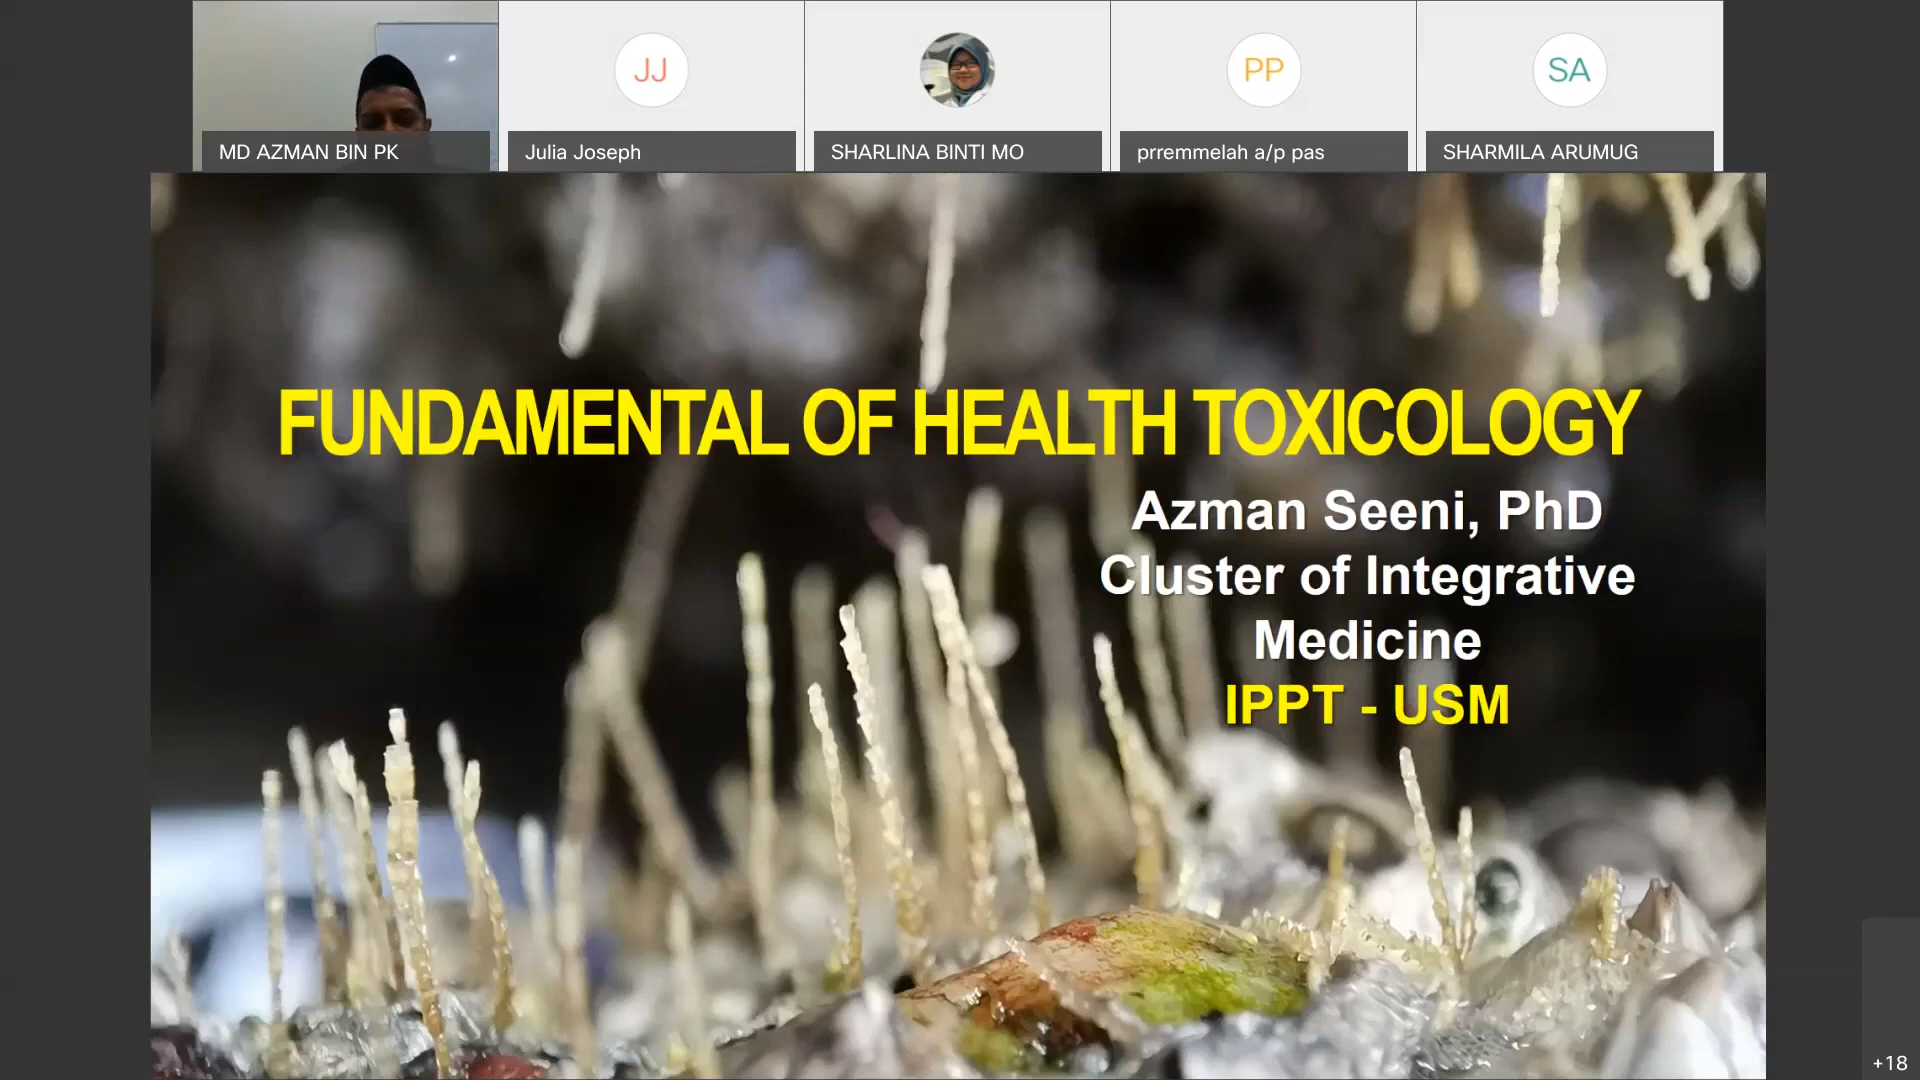 JJ
PP
SA
MD AZMAN BIN PK
Julia Joseph
SHARLINA BINTI MO
prremmelah a/p pas
SHARMILA ARUMUG
FUNDAMENTAL OF HEALTH TOXICOLOGY
Azman Seeni, PhD
Cluster of Integrative
Medicine
IPPT - USM
+18